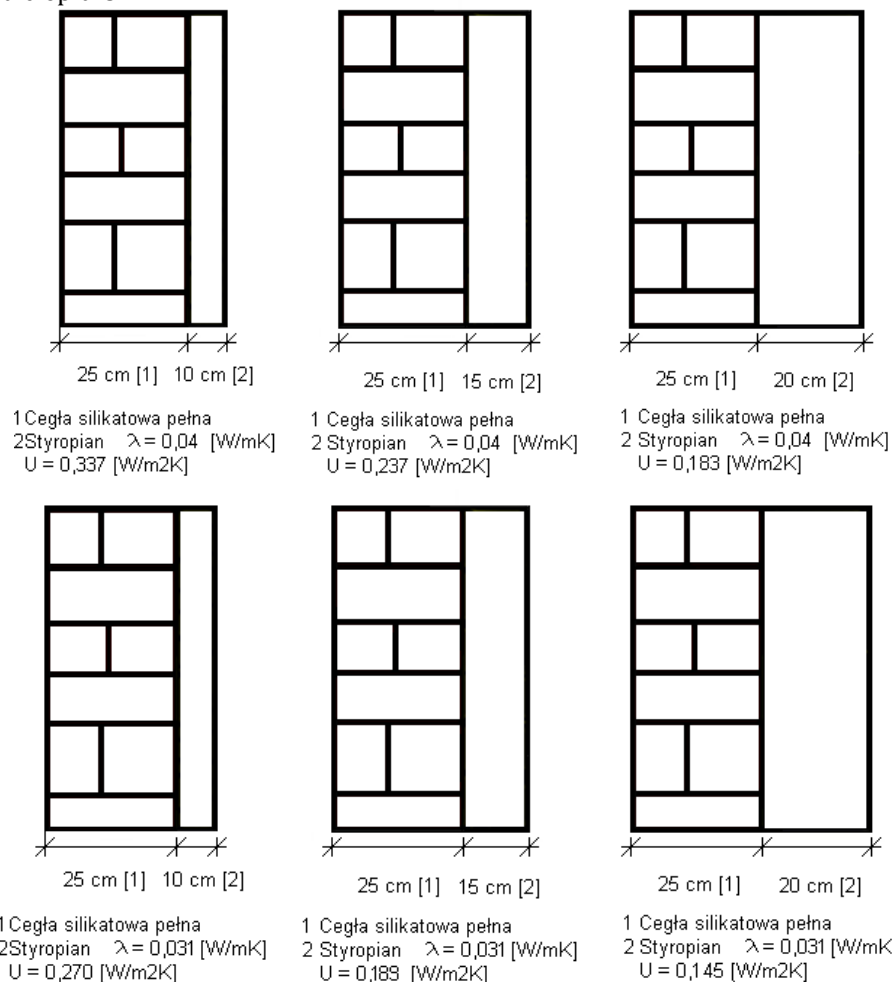 25 cm [1] 10 cm [2]
1 Cegła silikatowa pełna
2Styropian λ = 0,04 [W/mK]
U = 0,337 [W/m2K]
25 cm [1] 15 cm [2]
1 Cegła silikatowa pełna
2 Styropian λ = 0,04 [W/mK]
U = 0,237 [W/m2K]
25 cm [1] 20 cm [2]
1 Cegła silikatowa pełna
2 Styropian λ = 0,04 [W/mK]
U = 0,183 [W/m2K]
25 cm [1] 10 cm [2]
1 Cegła silikatowa pełna
2Styropian λ = 0,031 [W/mK]
U = 0,270 [W/m2K]
25 cm [1] 15 cm [2]
1 Cegła silikatowa pełna
2 Styropian λ = 0,031 [W/mK]
U = 0,189 [W/m2K]
25 cm [1] 20 cm [2]
1 Cegła silikatowa pełna
2 Styropian λ = 0,031 [W/mK
U = 0,145 [W/m2K]